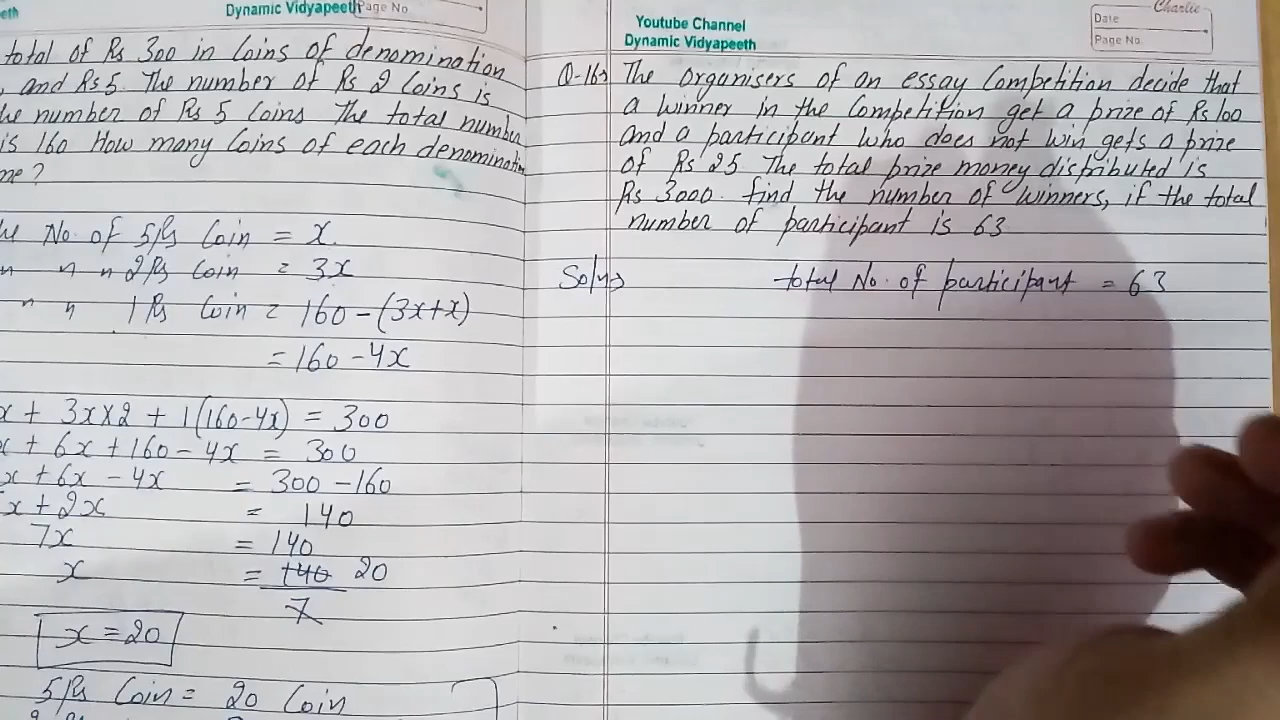 eth
Dynamic Vidyapeeth
Page No
total of Rs 300 in Coins of denomination
, and Rs 5. The number of Rs 2 Coins is
he number of Rs 5 Coins The total number
is 160 How many Coins of each denomination
me?
No. of 5/Rs Coin = x.
" " " 2Rs Coin = 3x
" " 1Rs Coin = 160-(3x+x)
= 160-4x
x + 3x×2 + 1(160-4x) = 300
x + 6x + 160 - 4x = 300
x + 6x - 4x = 300 - 160
x + 2x = 140
7x = 140
x = 140 20
7
x = 20
5/Rs Coin = 20 Coin
Youtube Channel
Dynamic Vidyapeeth
Charlie
Date
Page No.
Q-16→ The Organisers of an essay Competition decide that
a winner in the Competition get a prize of Rs 100
and a participant who does not win gets a prize
of Rs 25 The total prize money distributed is
Rs 3000. find the number of winners, if the total
number of participant is 63
Soln→ total No. of participant = 63